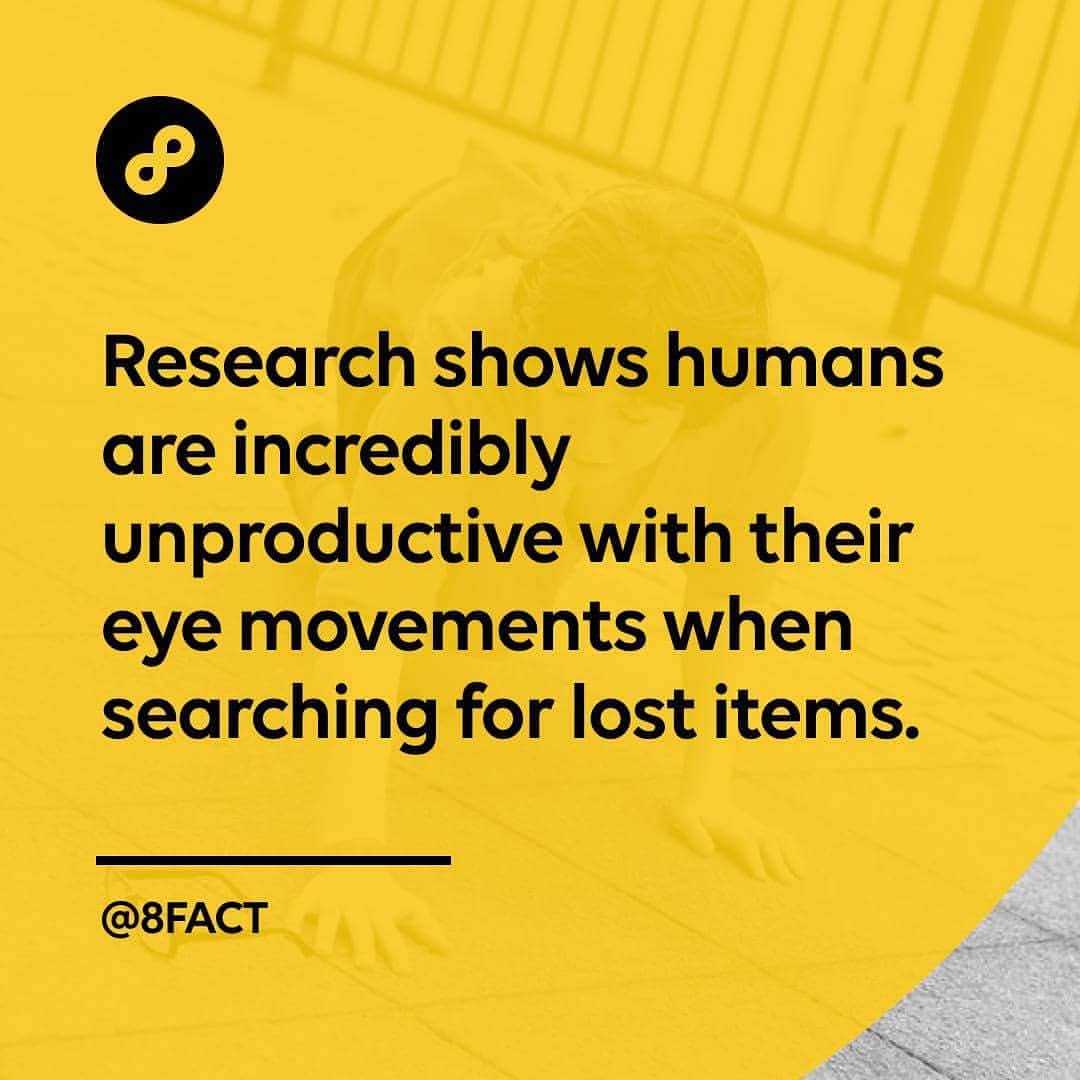 Research shows humans
are incredibly
unproductive with their
eye movements when
searching for lost items.
@8FACT